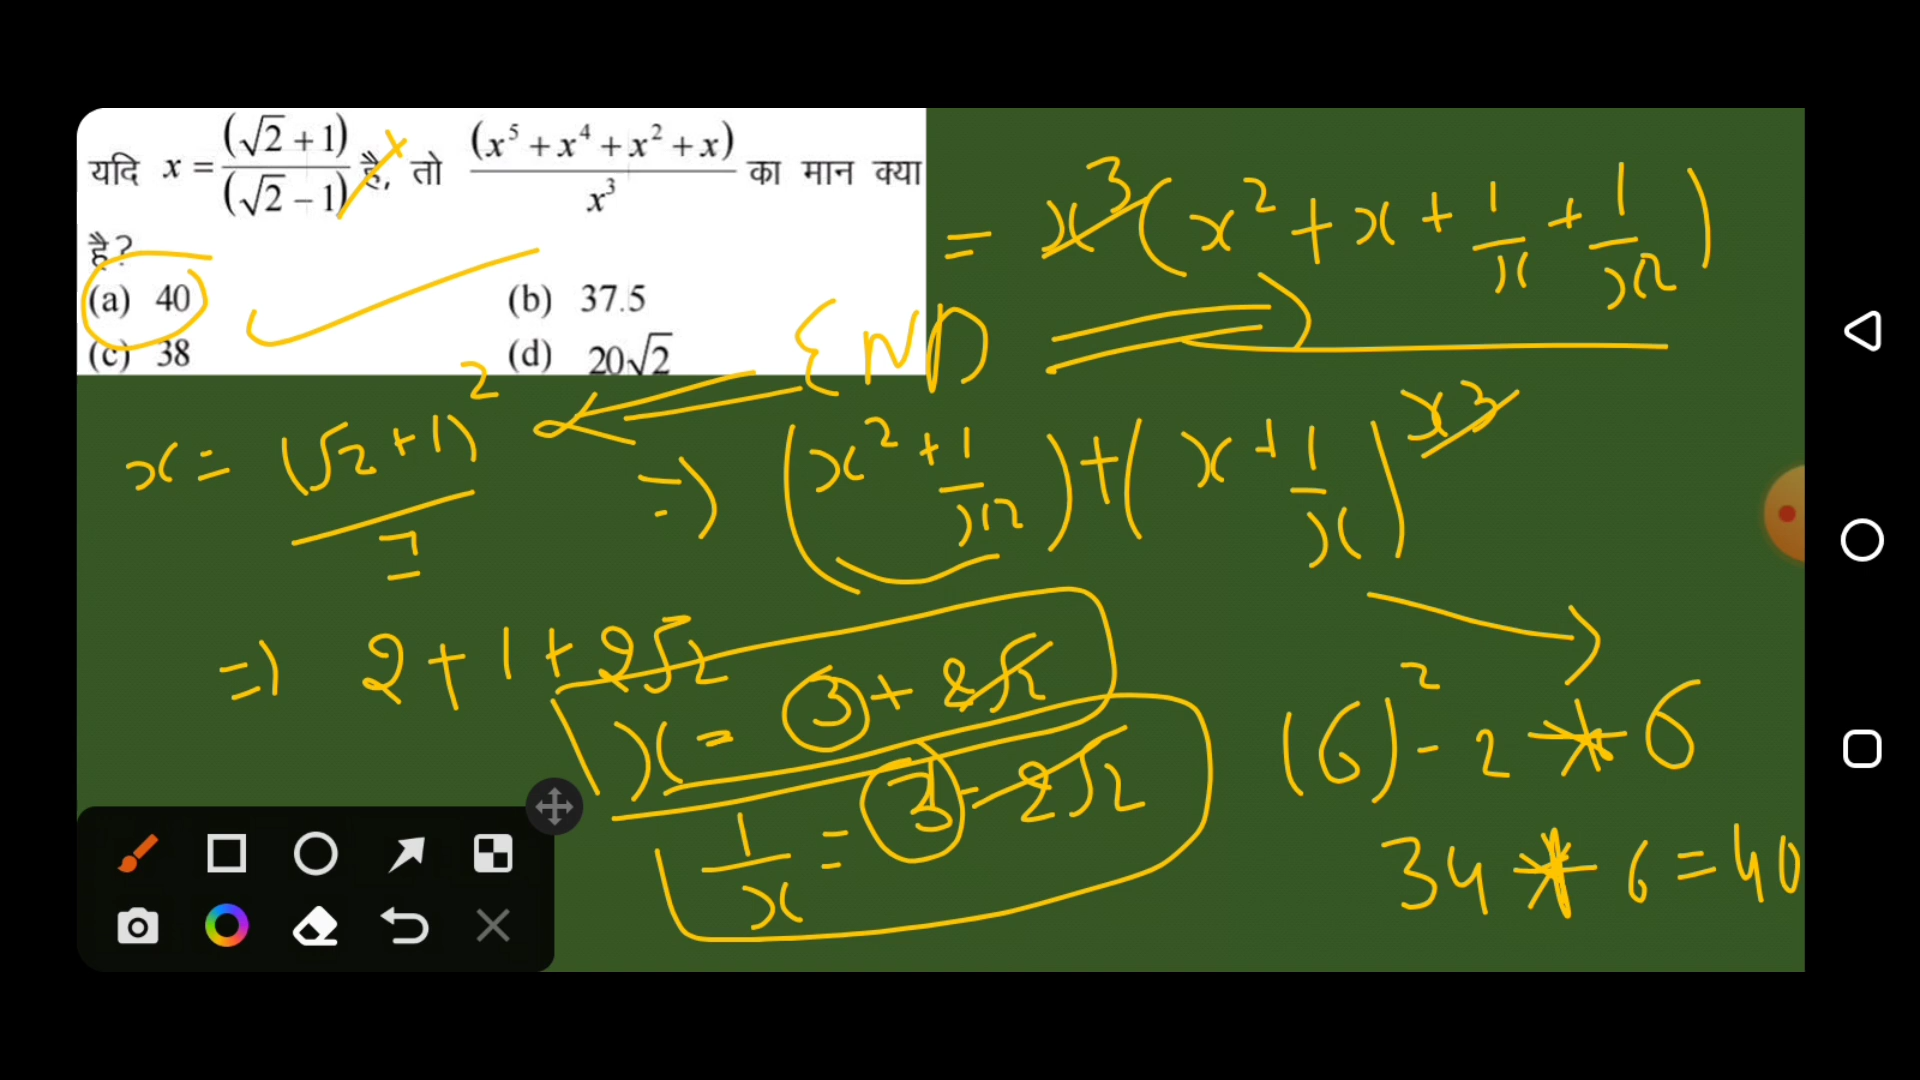 यदि x = (√2 + 1) / (√2 − 1) है, तो (x⁵ + x⁴ + x² + x) / x³ का मान क्या
है?
(a) 40 (b) 37.5
(c) 38 (d) 20√2
= x³(x² + x + 1/x + 1/x²)
x³
END
x = (√2 + 1)² / 1
⇒ (x² + 1/x²) + (x + 1/x)
⇒ 2 + 1 + 2√2
x = 3 + 2√2
1/x = 3 − 2√2
(6)² − 2 + 6
34 + 6 = 40